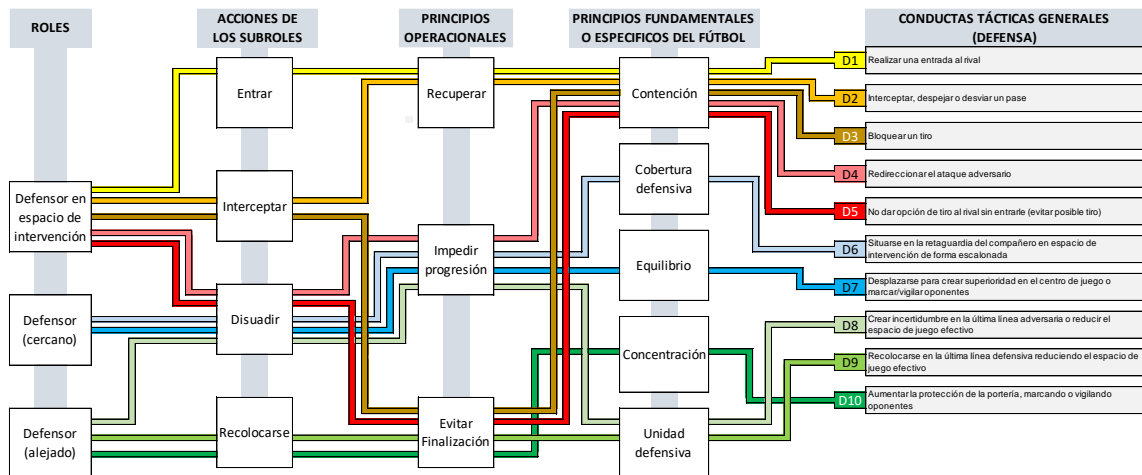 ROLES
ACCIONES DE
LOS SUBROLES
PRINCIPIOS
OPERACIONALES
PRINCIPIOS FUNDAMENTALES
O ESPECIFICOS DEL FÚTBOL
CONDUCTAS TÁCTICAS GENERALES
(DEFENSA)
Defensor en
espacio de
intervención
Defensor
(cercano)
Defensor
(alejado)
Entrar
Interceptar
Disuadir
Recolocarse
Recuperar
Impedir
progresión
Evitar
Finalización
Contención
Cobertura
defensiva
Equilibrio
Concentración
Unidad
defensiva
D1 Realizar una entrada al rival
D2 Interceptar, despejar o desviar un pase
D3 Bloquear un tiro
D4 Redireccionar el ataque adversario
D5 No dar opción de tiro al rival sin entrarle (evitar posible tiro)
D6 Situarse en la retaguardia del compañero en espacio de
intervención de forma escalonada
D7 Desplazarse para crear superioridad en el centro de juego o
marcar/vigilar oponentes
D8 Crear incertidumbre en la última línea adversaria o reducir el
espacio de juego efectivo
D9 Recolocarse en la última línea defensiva reduciendo el espacio de
juego efectivo
D10 Aumentar la protección de la portería, marcando o vigilando
oponentes